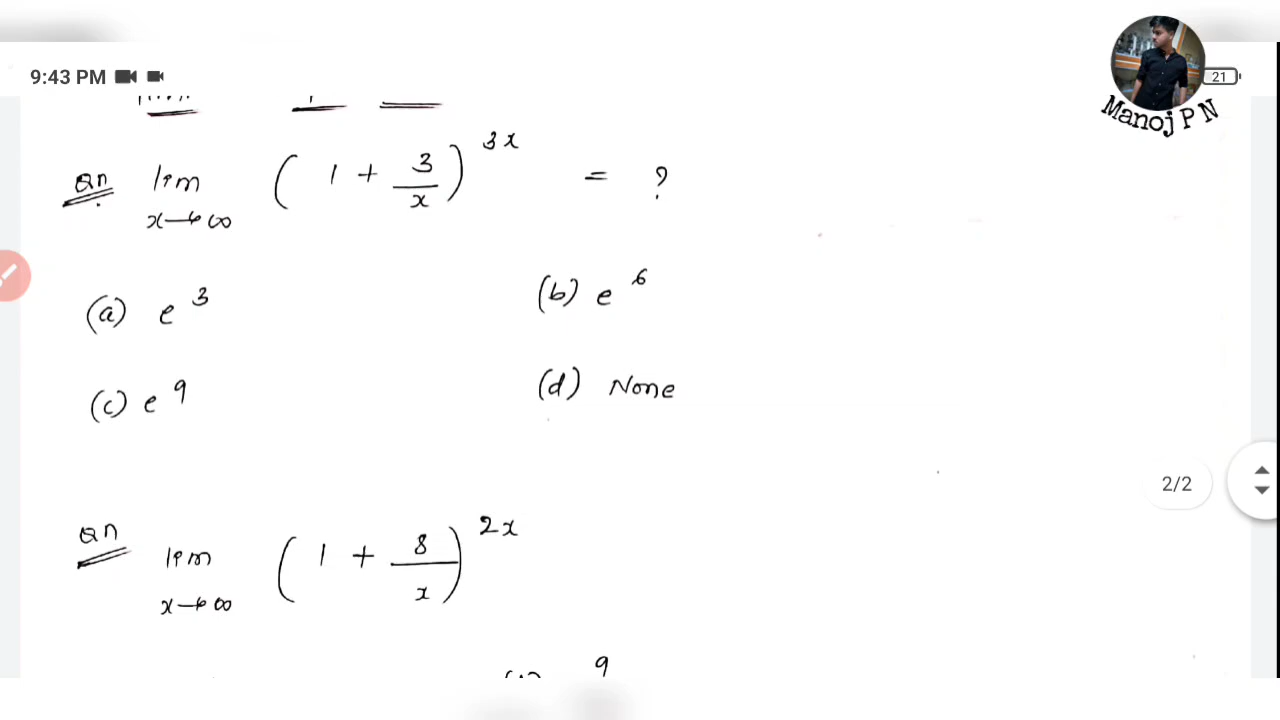 9:43 PM
21
Manoj P N
Qn lim x→∞ (1 + 3/x)^3x = ?
(a) e^3 (b) e^6
(c) e^9 (d) None
2/2
Qn lim x→∞ (1 + 8/x)^2x
9